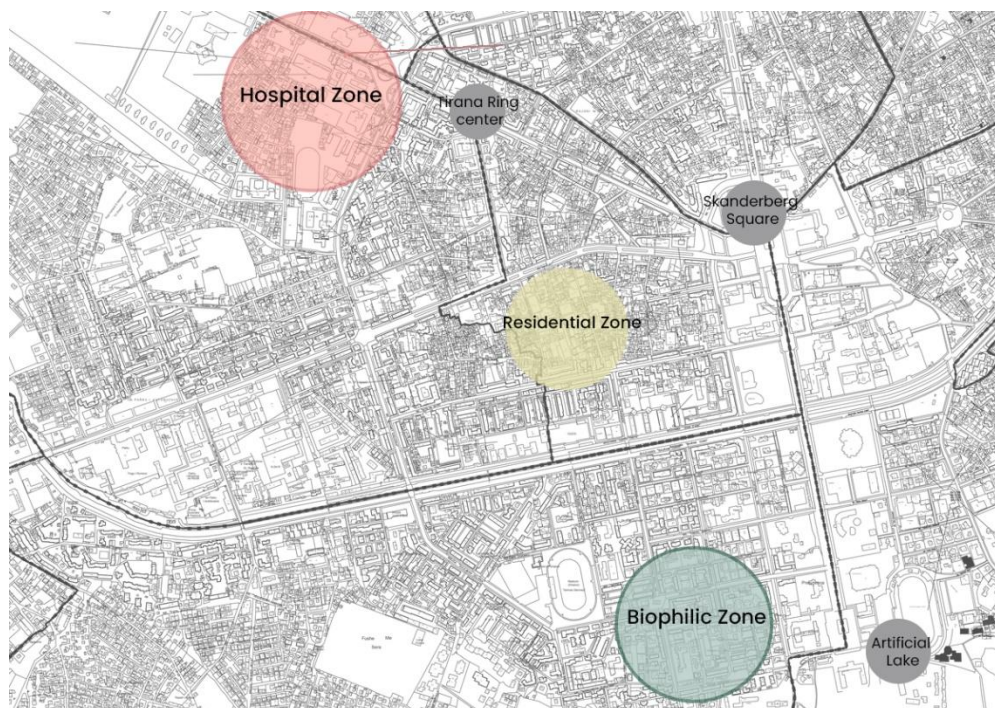 Hospital Zone
Tirana Ring
center
Skanderberg
Square
Residential Zone
Biophilic Zone
Artificial
Lake